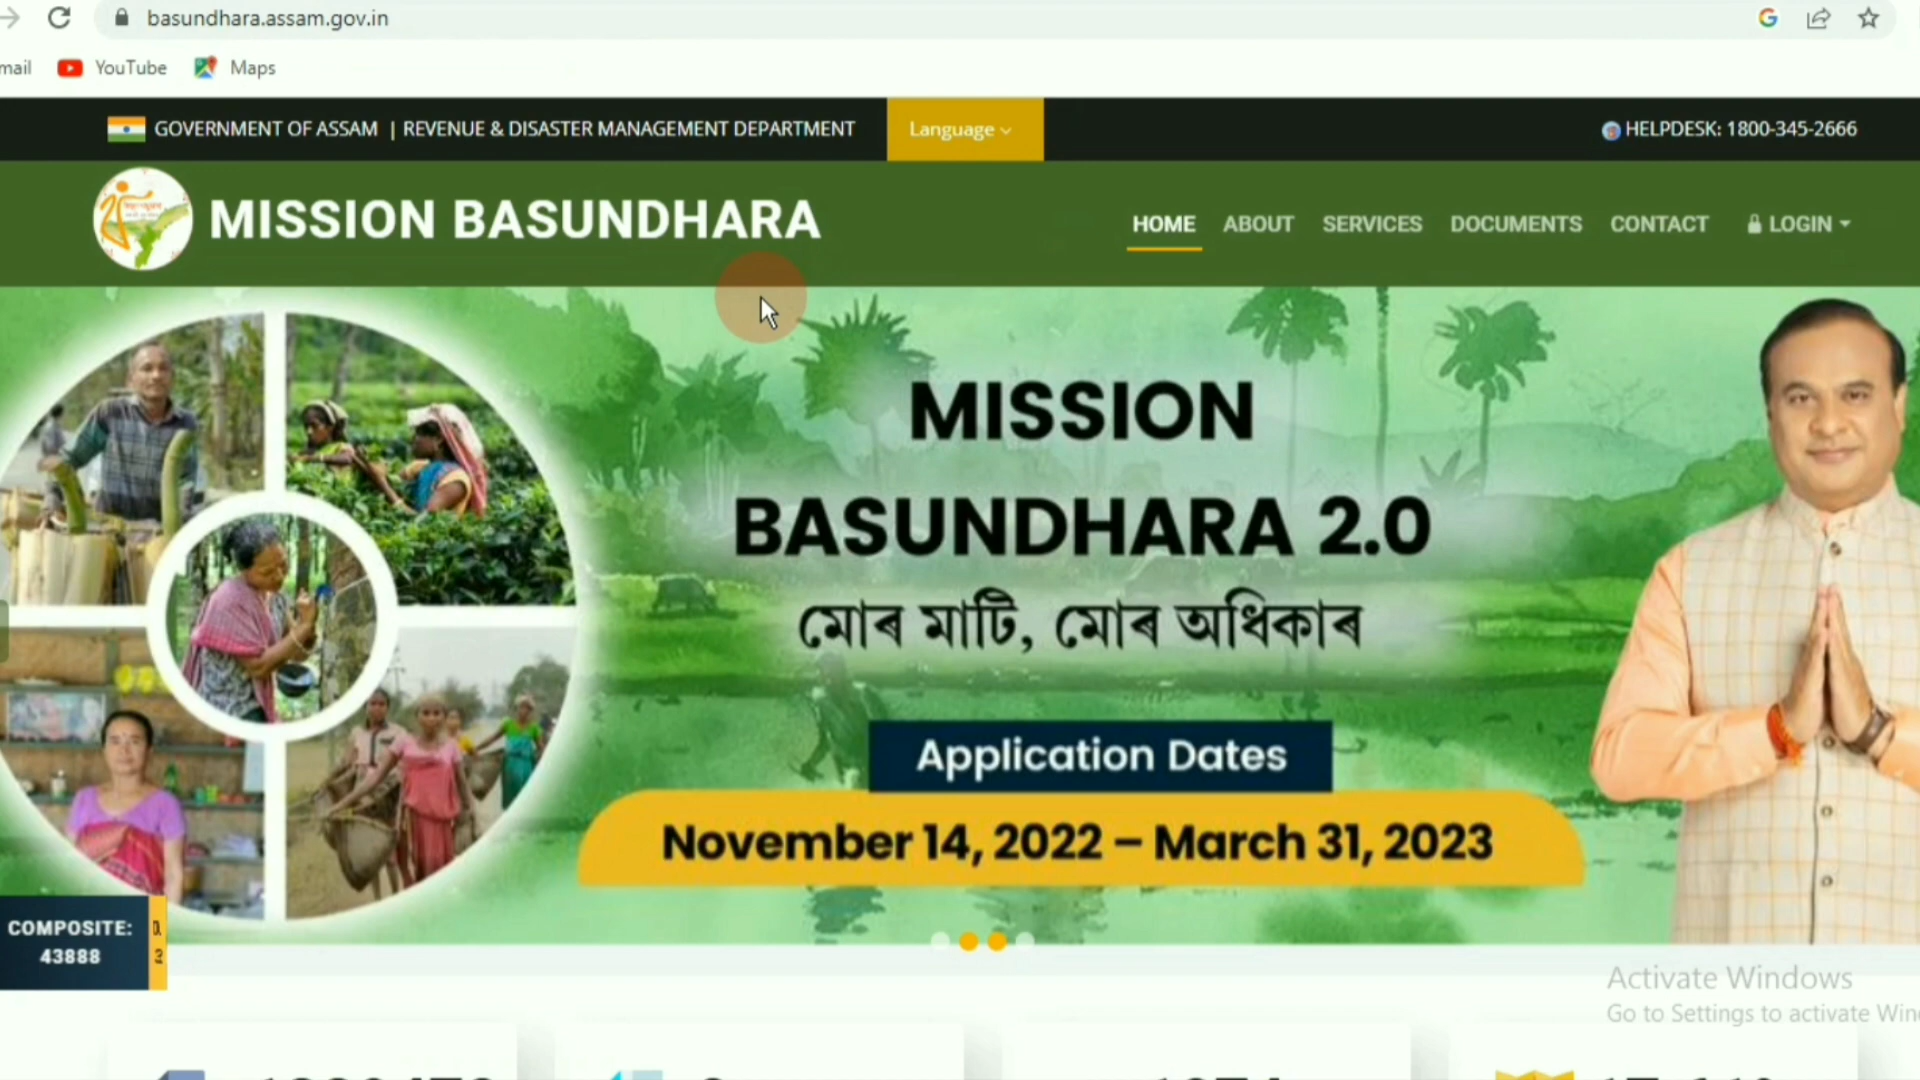 basundhara.assam.gov.in
mail YouTube Maps
GOVERNMENT OF ASSAM | REVENUE & DISASTER MANAGEMENT DEPARTMENT Language HELPDESK: 1800-345-2666
MISSION BASUNDHARA HOME ABOUT SERVICES DOCUMENTS CONTACT LOGIN
MISSION
BASUNDHARA 2.0
মোৰ মাটি, মোৰ অধিকাৰ
Application Dates
November 14, 2022 – March 31, 2023
COMPOSITE:
43888
Activate Windows
Go to Settings to activate Win